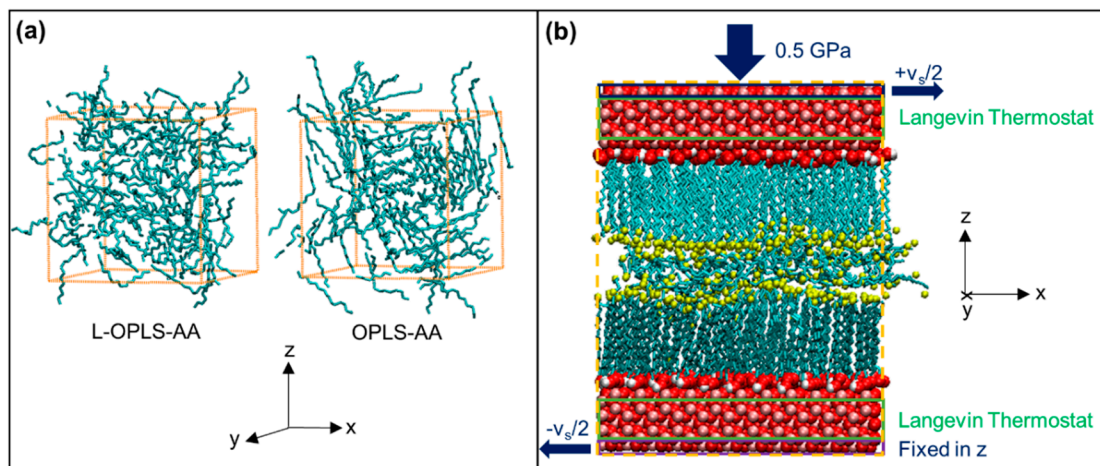 (a)
L-OPLS-AA
OPLS-AA
z
y
x
(b)
0.5 GPa
+vₛ/2
Langevin Thermostat
z
x
y
Langevin Thermostat
-vₛ/2
Fixed in z